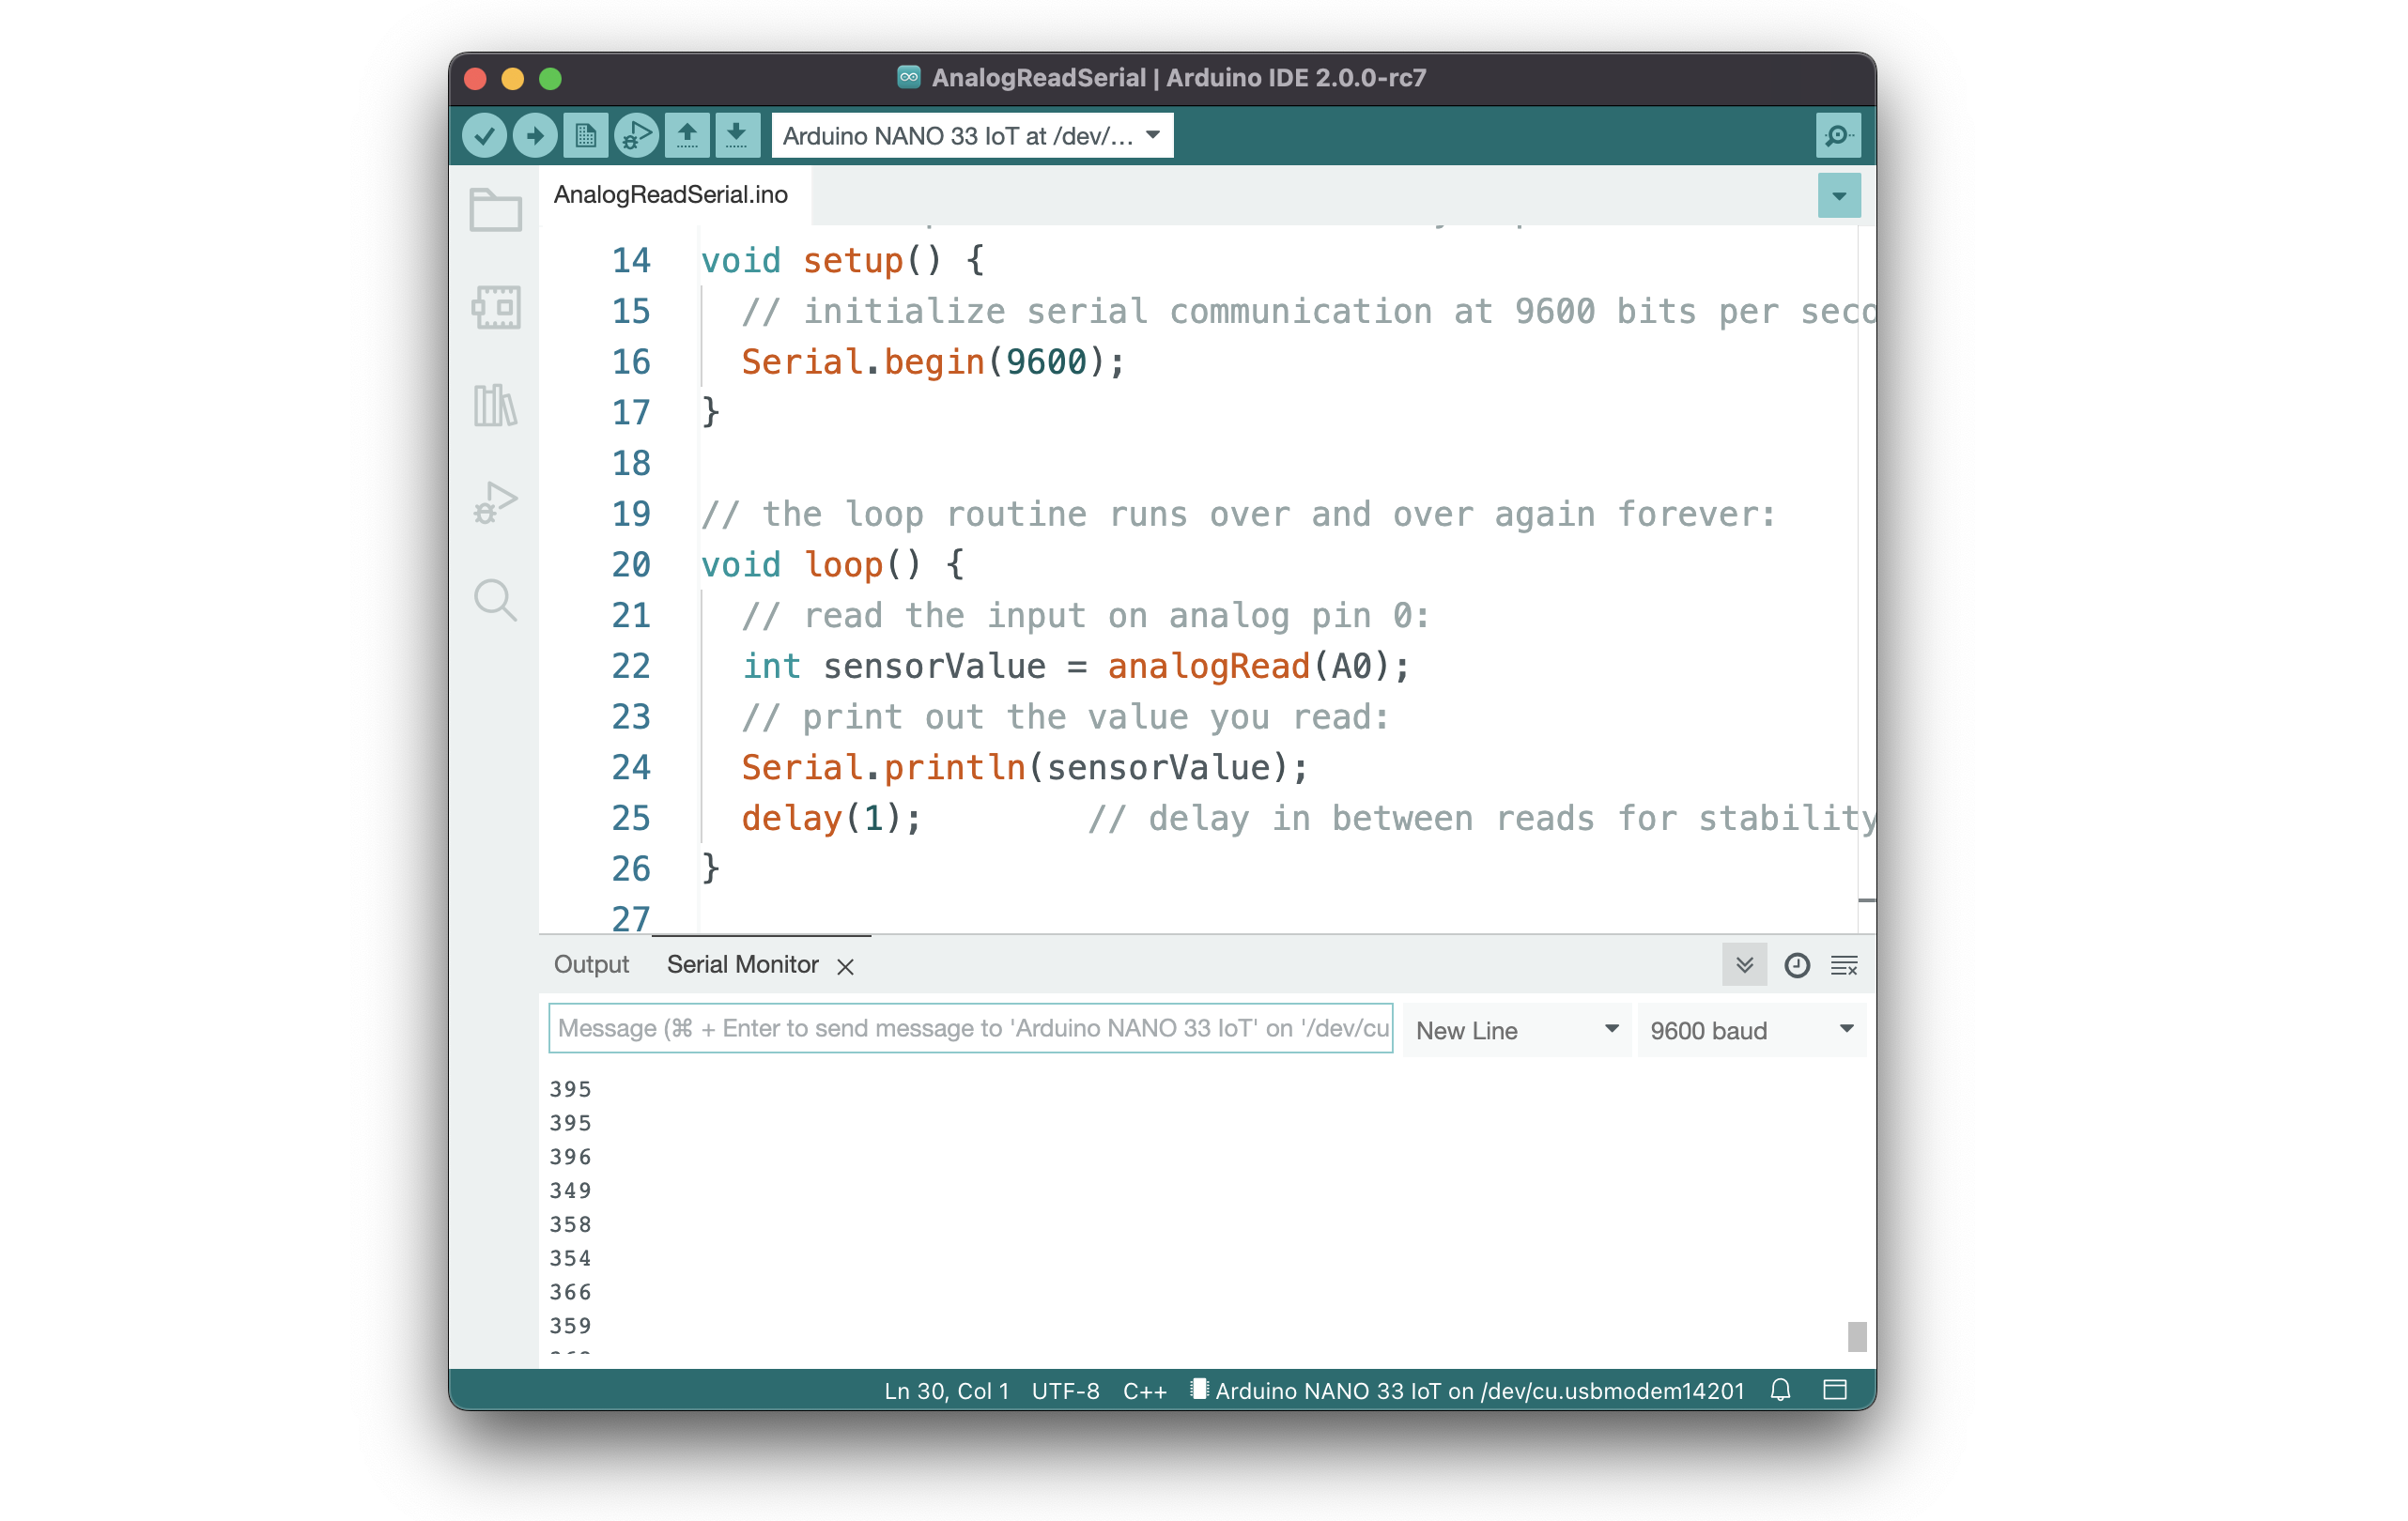 AnalogReadSerial | Arduino IDE 2.0.0-rc7
Arduino NANO 33 IoT at /dev/...
AnalogReadSerial.ino
14 void setup() {
15 // initialize serial communication at 9600 bits per seco
16 Serial.begin(9600);
17 }
18
19 // the loop routine runs over and over again forever:
20 void loop() {
21 // read the input on analog pin 0:
22 int sensorValue = analogRead(A0);
23 // print out the value you read:
24 Serial.println(sensorValue);
25 delay(1); // delay in between reads for stability
26 }
27
Output Serial Monitor
Message (⌘ + Enter to send message to 'Arduino NANO 33 IoT' on '/dev/cu
New Line 9600 baud
395
395
396
349
358
354
366
359
Ln 30, Col 1 UTF-8 C++ Arduino NANO 33 IoT on /dev/cu.usbmodem14201